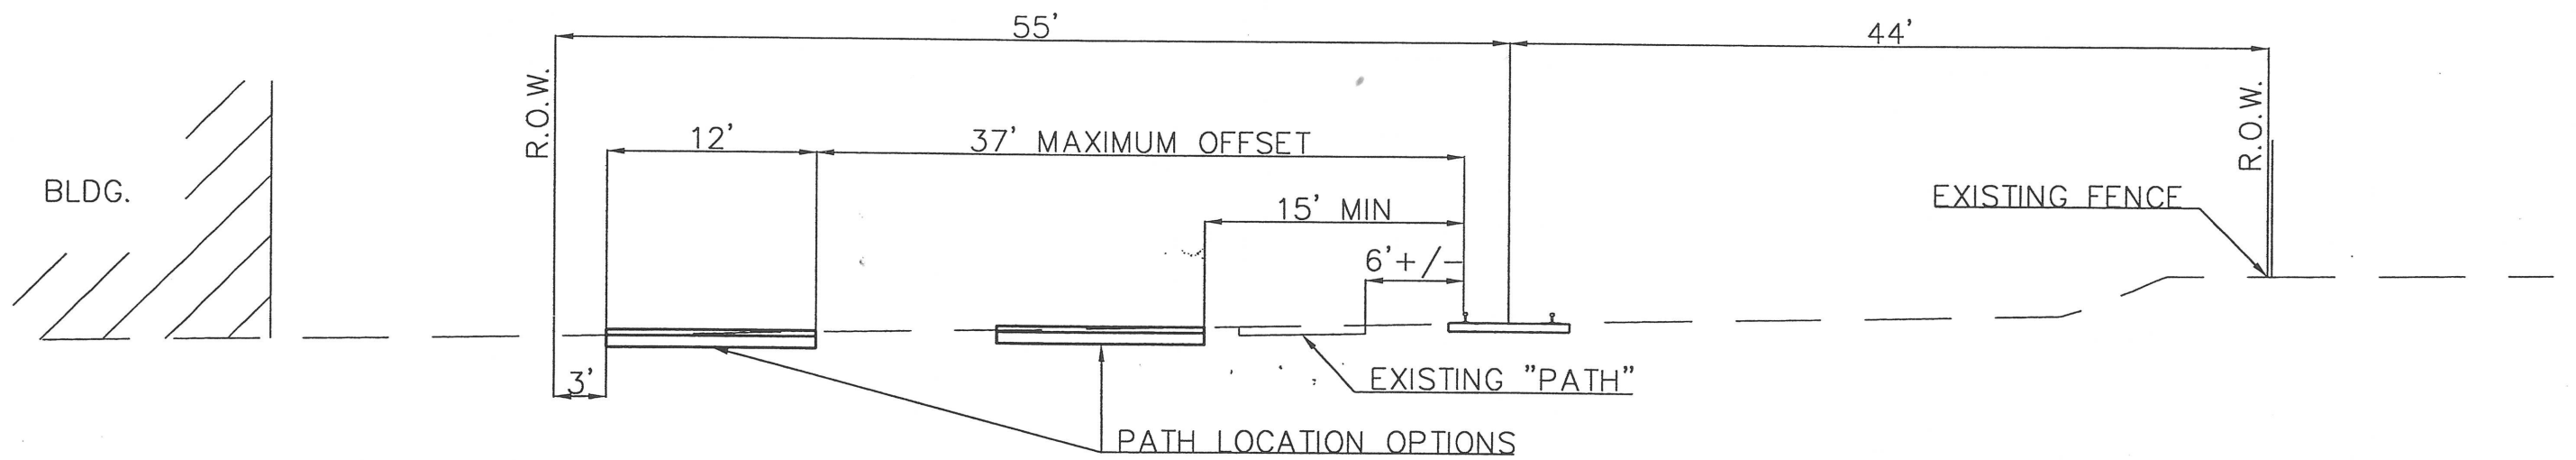 55'
44'
R.O.W.
R.O.W.
12'
37' MAXIMUM OFFSET
BLDG.
15' MIN
EXISTING FENCE
6'+/-
3'
EXISTING "PATH"
PATH LOCATION OPTIONS